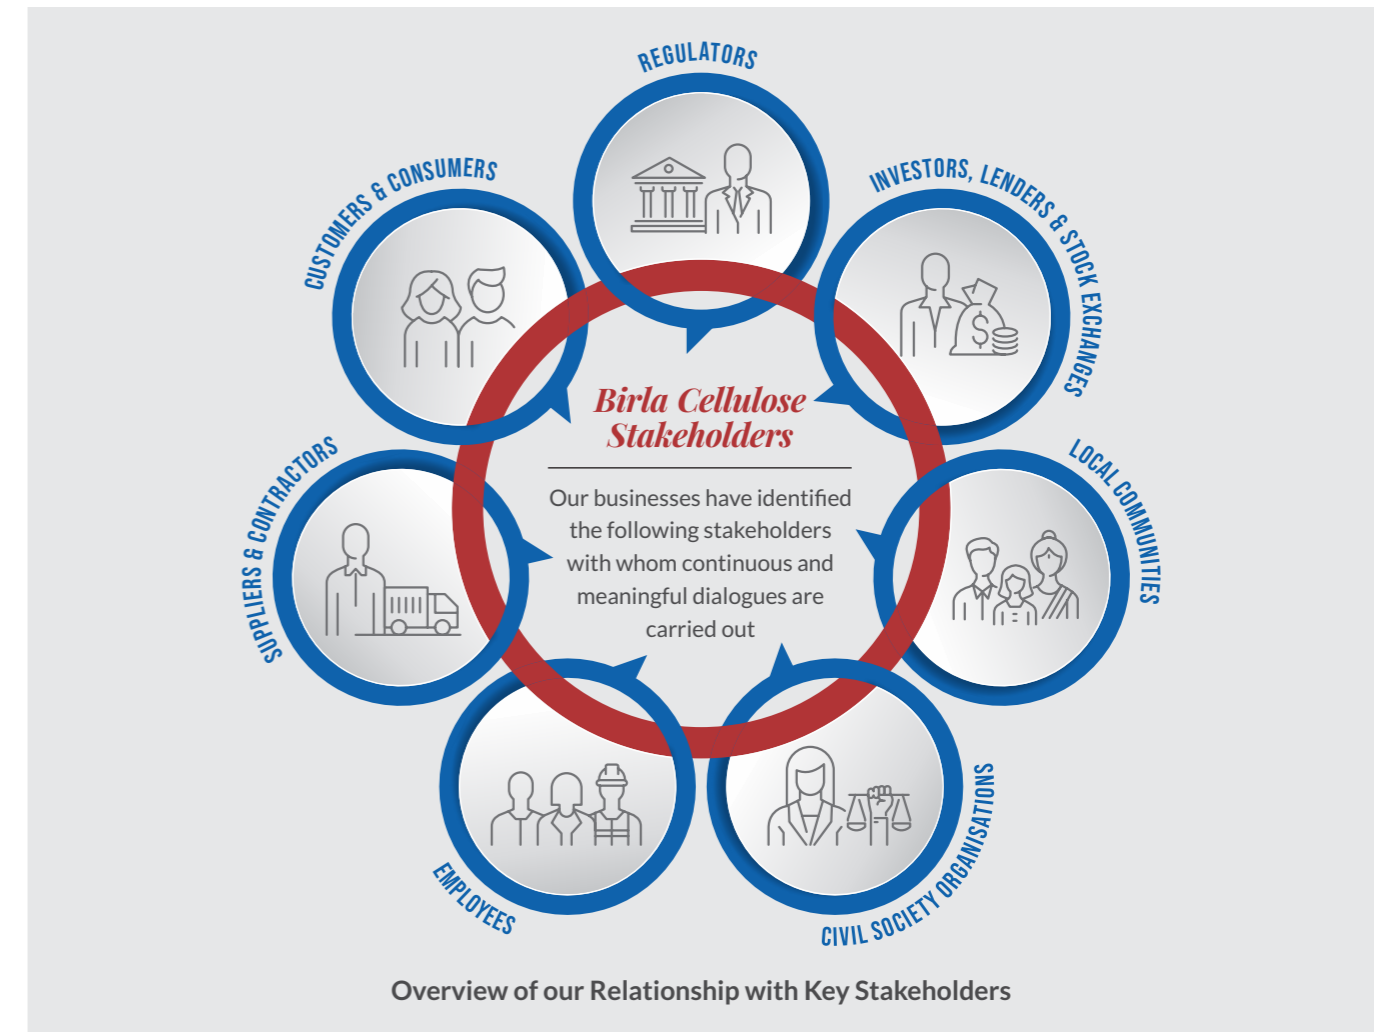 REGULATORS
INVESTORS, LENDERS & STOCK EXCHANGES
LOCAL COMMUNITIES
CIVIL SOCIETY ORGANISATIONS
EMPLOYEES
SUPPLIERS & CONTRACTORS
CUSTOMERS & CONSUMERS
Birla Cellulose
Stakeholders
Our businesses have identified
the following stakeholders
with whom continuous and
meaningful dialogues are
carried out
$
Overview of our Relationship with Key Stakeholders